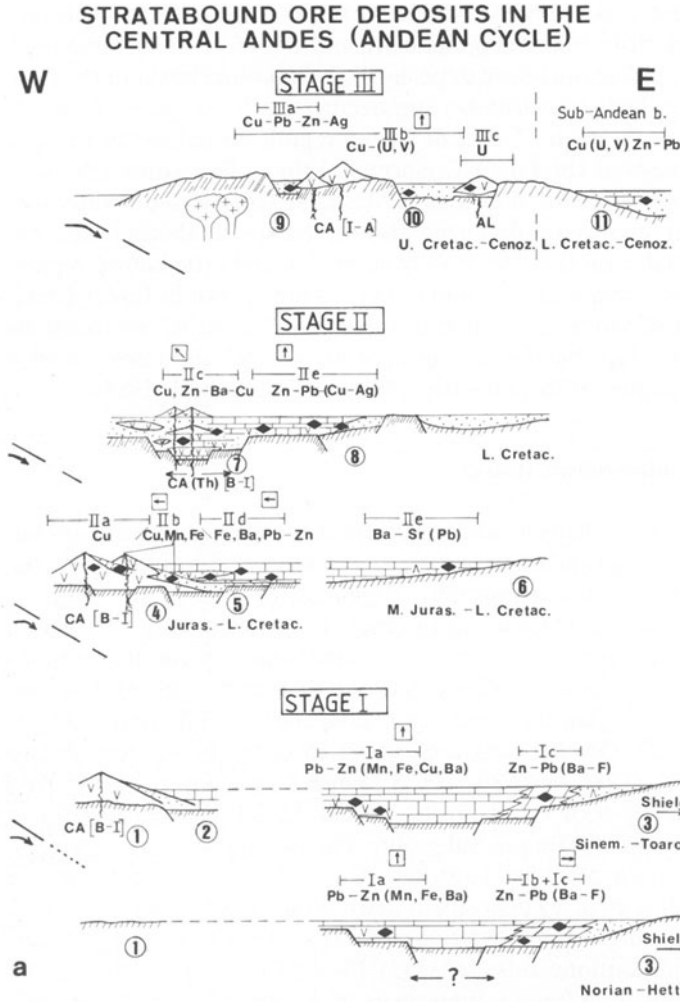 STRATABOUND ORE DEPOSITS IN THE
CENTRAL ANDES (ANDEAN CYCLE)
W STAGE III E
IIIa Sub-Andean b.
Cu-Pb-Zn-Ag IIIb ↑ IIIc Cu (U, V) Zn-Pb
Cu-(U, V) U
9 CA [I-A] 10 AL 11
U. Cretac.-Cenoz. L. Cretac.-Cenoz.
STAGE II
IIc IIe
Cu, Zn-Ba-Cu Zn-Pb-(Cu-Ag)
7 8 L. Cretac.
CA (Th) [B-I]
IIa IIb IId IIe
Cu Cu, Mn, Fe Fe, Ba, Pb-Zn Ba-Sr (Pb)
4 5 6
CA [B-I] Juras.-L. Cretac. M. Juras.-L. Cretac.
STAGE I
Ia Ic
Pb-Zn (Mn, Fe, Cu, Ba) Zn-Pb (Ba-F)
Shiel
CA [B-I] 1 2 3
Sinem.-Toarc
Ia Ib+Ic
Pb-Zn (Mn, Fe, Ba) Zn-Pb (Ba-F)
1 Shiel
3
a ? Norian-Hett